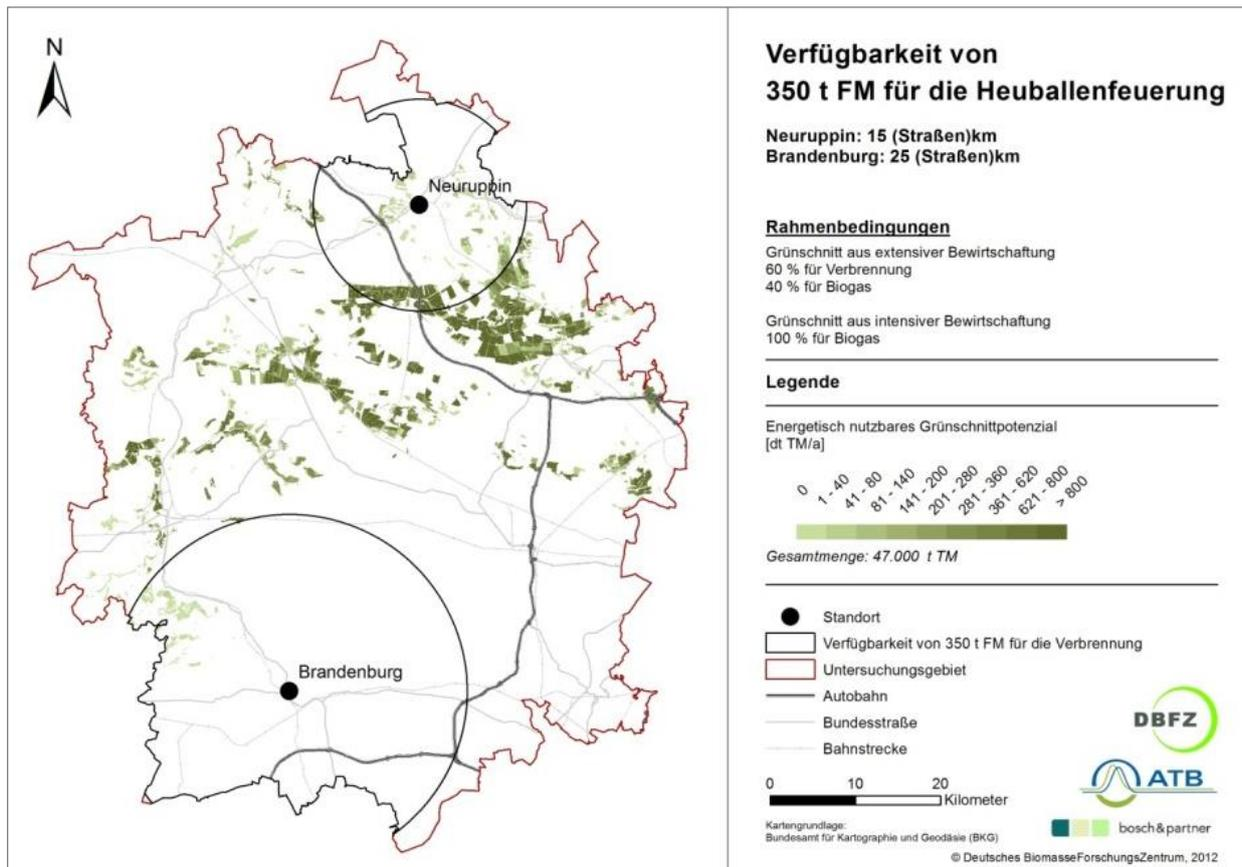 N
Neuruppin
Brandenburg
Verfügbarkeit von
350 t FM für die Heuballenfeuerung
Neuruppin: 15 (Straßen)km
Brandenburg: 25 (Straßen)km
Rahmenbedingungen
Grünschnitt aus extensiver Bewirtschaftung
60 % für Verbrennung
40 % für Biogas
Grünschnitt aus intensiver Bewirtschaftung
100 % für Biogas
Legende
Energetisch nutzbares Grünschnittpotenzial
[dt TM/a]
0
1 - 40
41 - 80
81 - 140
141 - 200
201 - 280
281 - 360
361 - 620
621 - 800
> 800
Gesamtmenge: 47.000 t TM
Standort
Verfügbarkeit von 350 t FM für die Verbrennung
Untersuchungsgebiet
Autobahn
Bundesstraße
Bahnstrecke
0 10 20
Kilometer
DBFZ
ATB
bosch&partner
Kartengrundlage:
Bundesamt für Kartographie und Geodäsie (BKG)
© Deutsches BiomasseForschungsZentrum, 2012